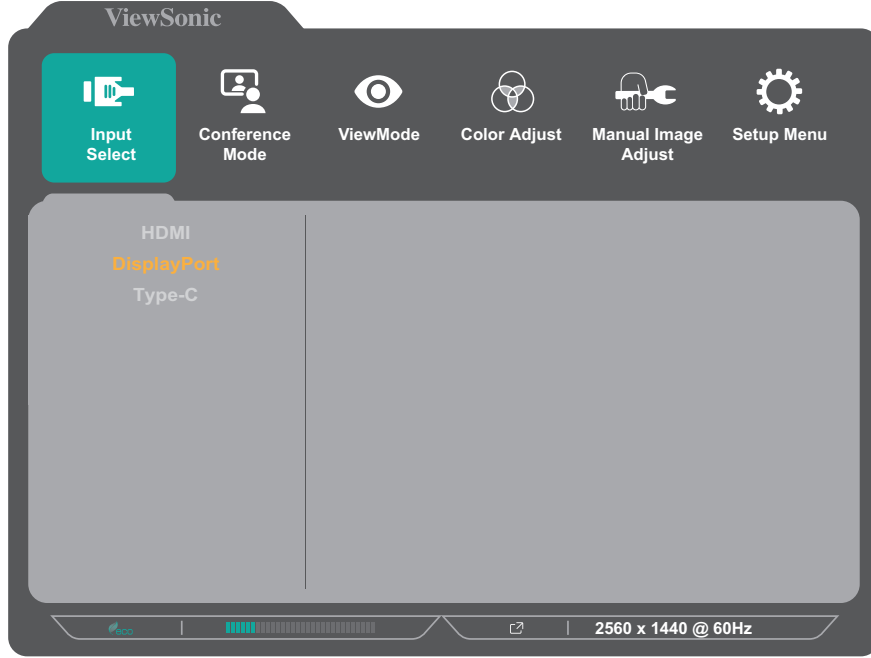 ViewSonic
Input
Select
Conference
Mode
ViewMode
Color Adjust
Manual Image
Adjust
Setup Menu
HDMI
DisplayPort
Type-C
eco
2560 x 1440 @ 60Hz